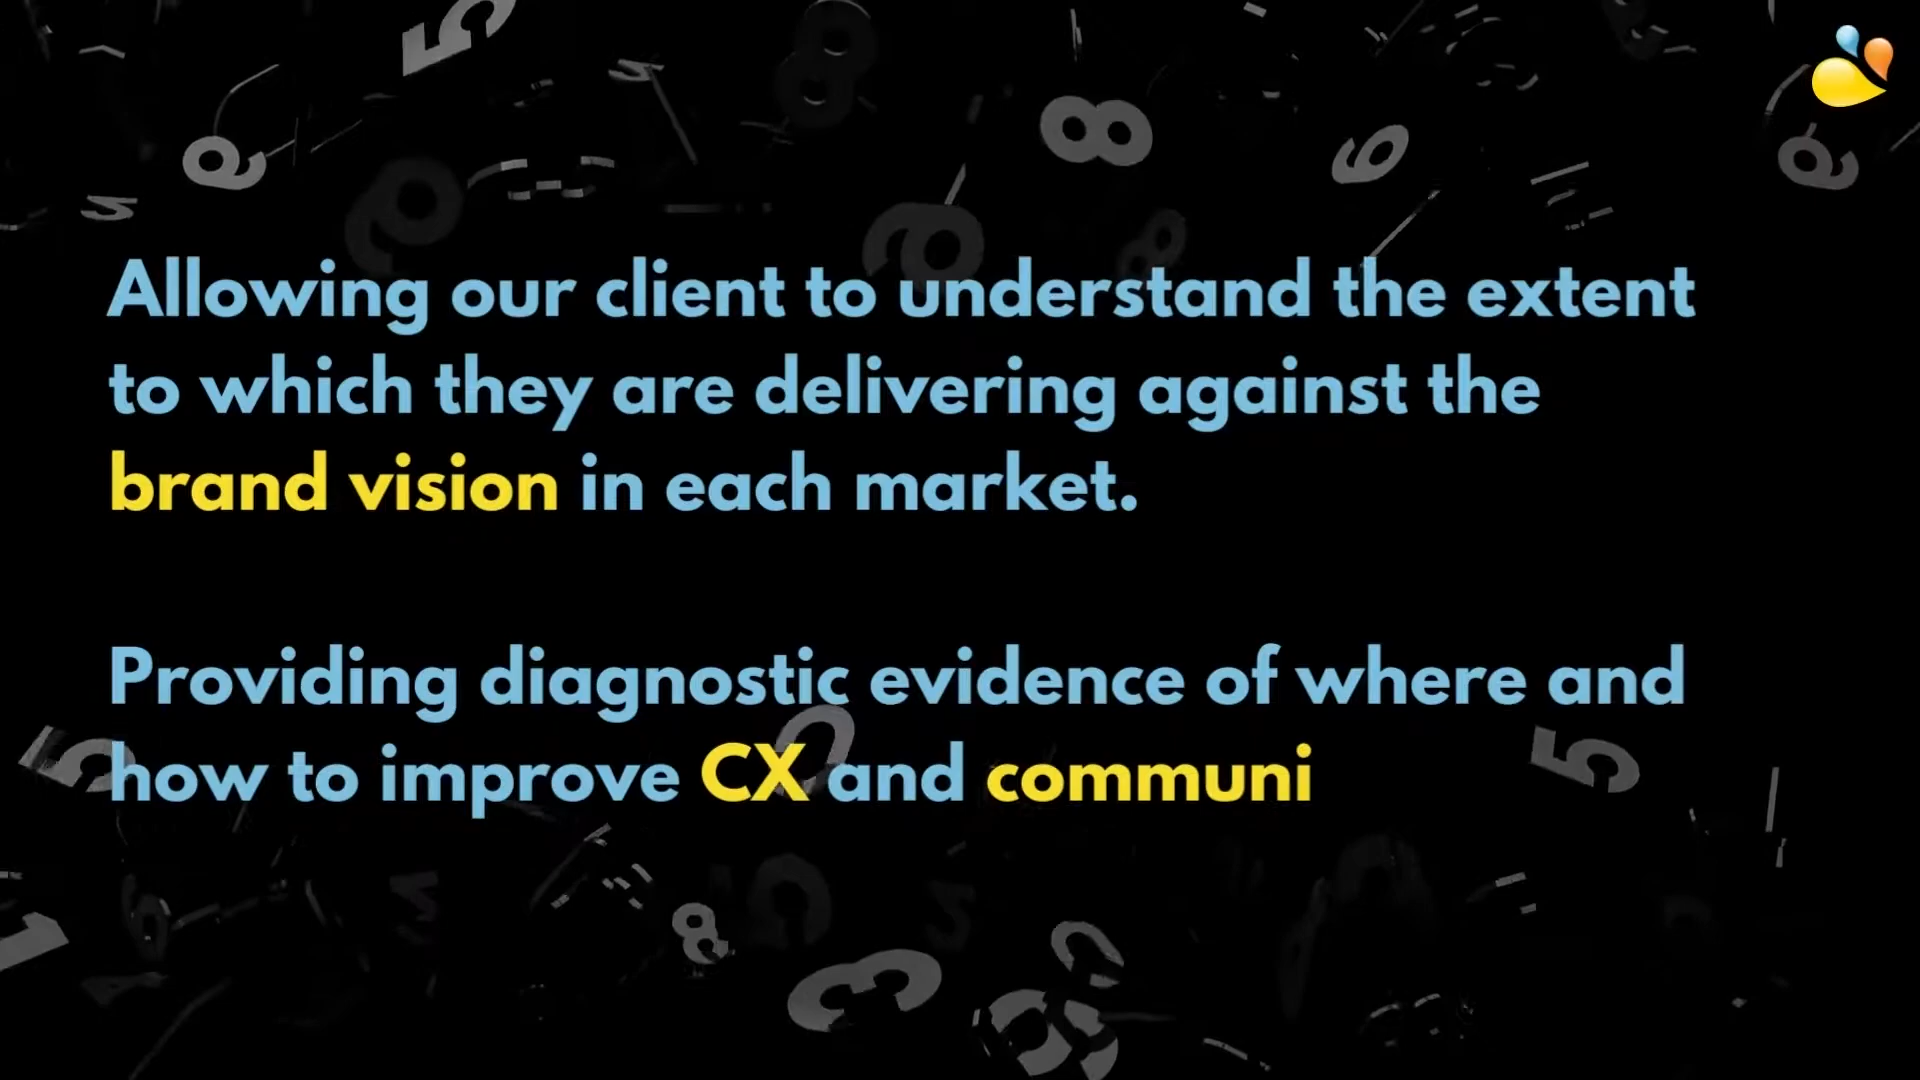 Allowing our client to understand the extent
to which they are delivering against the
brand vision in each market.
Providing diagnostic evidence of where and
how to improve CX and communi